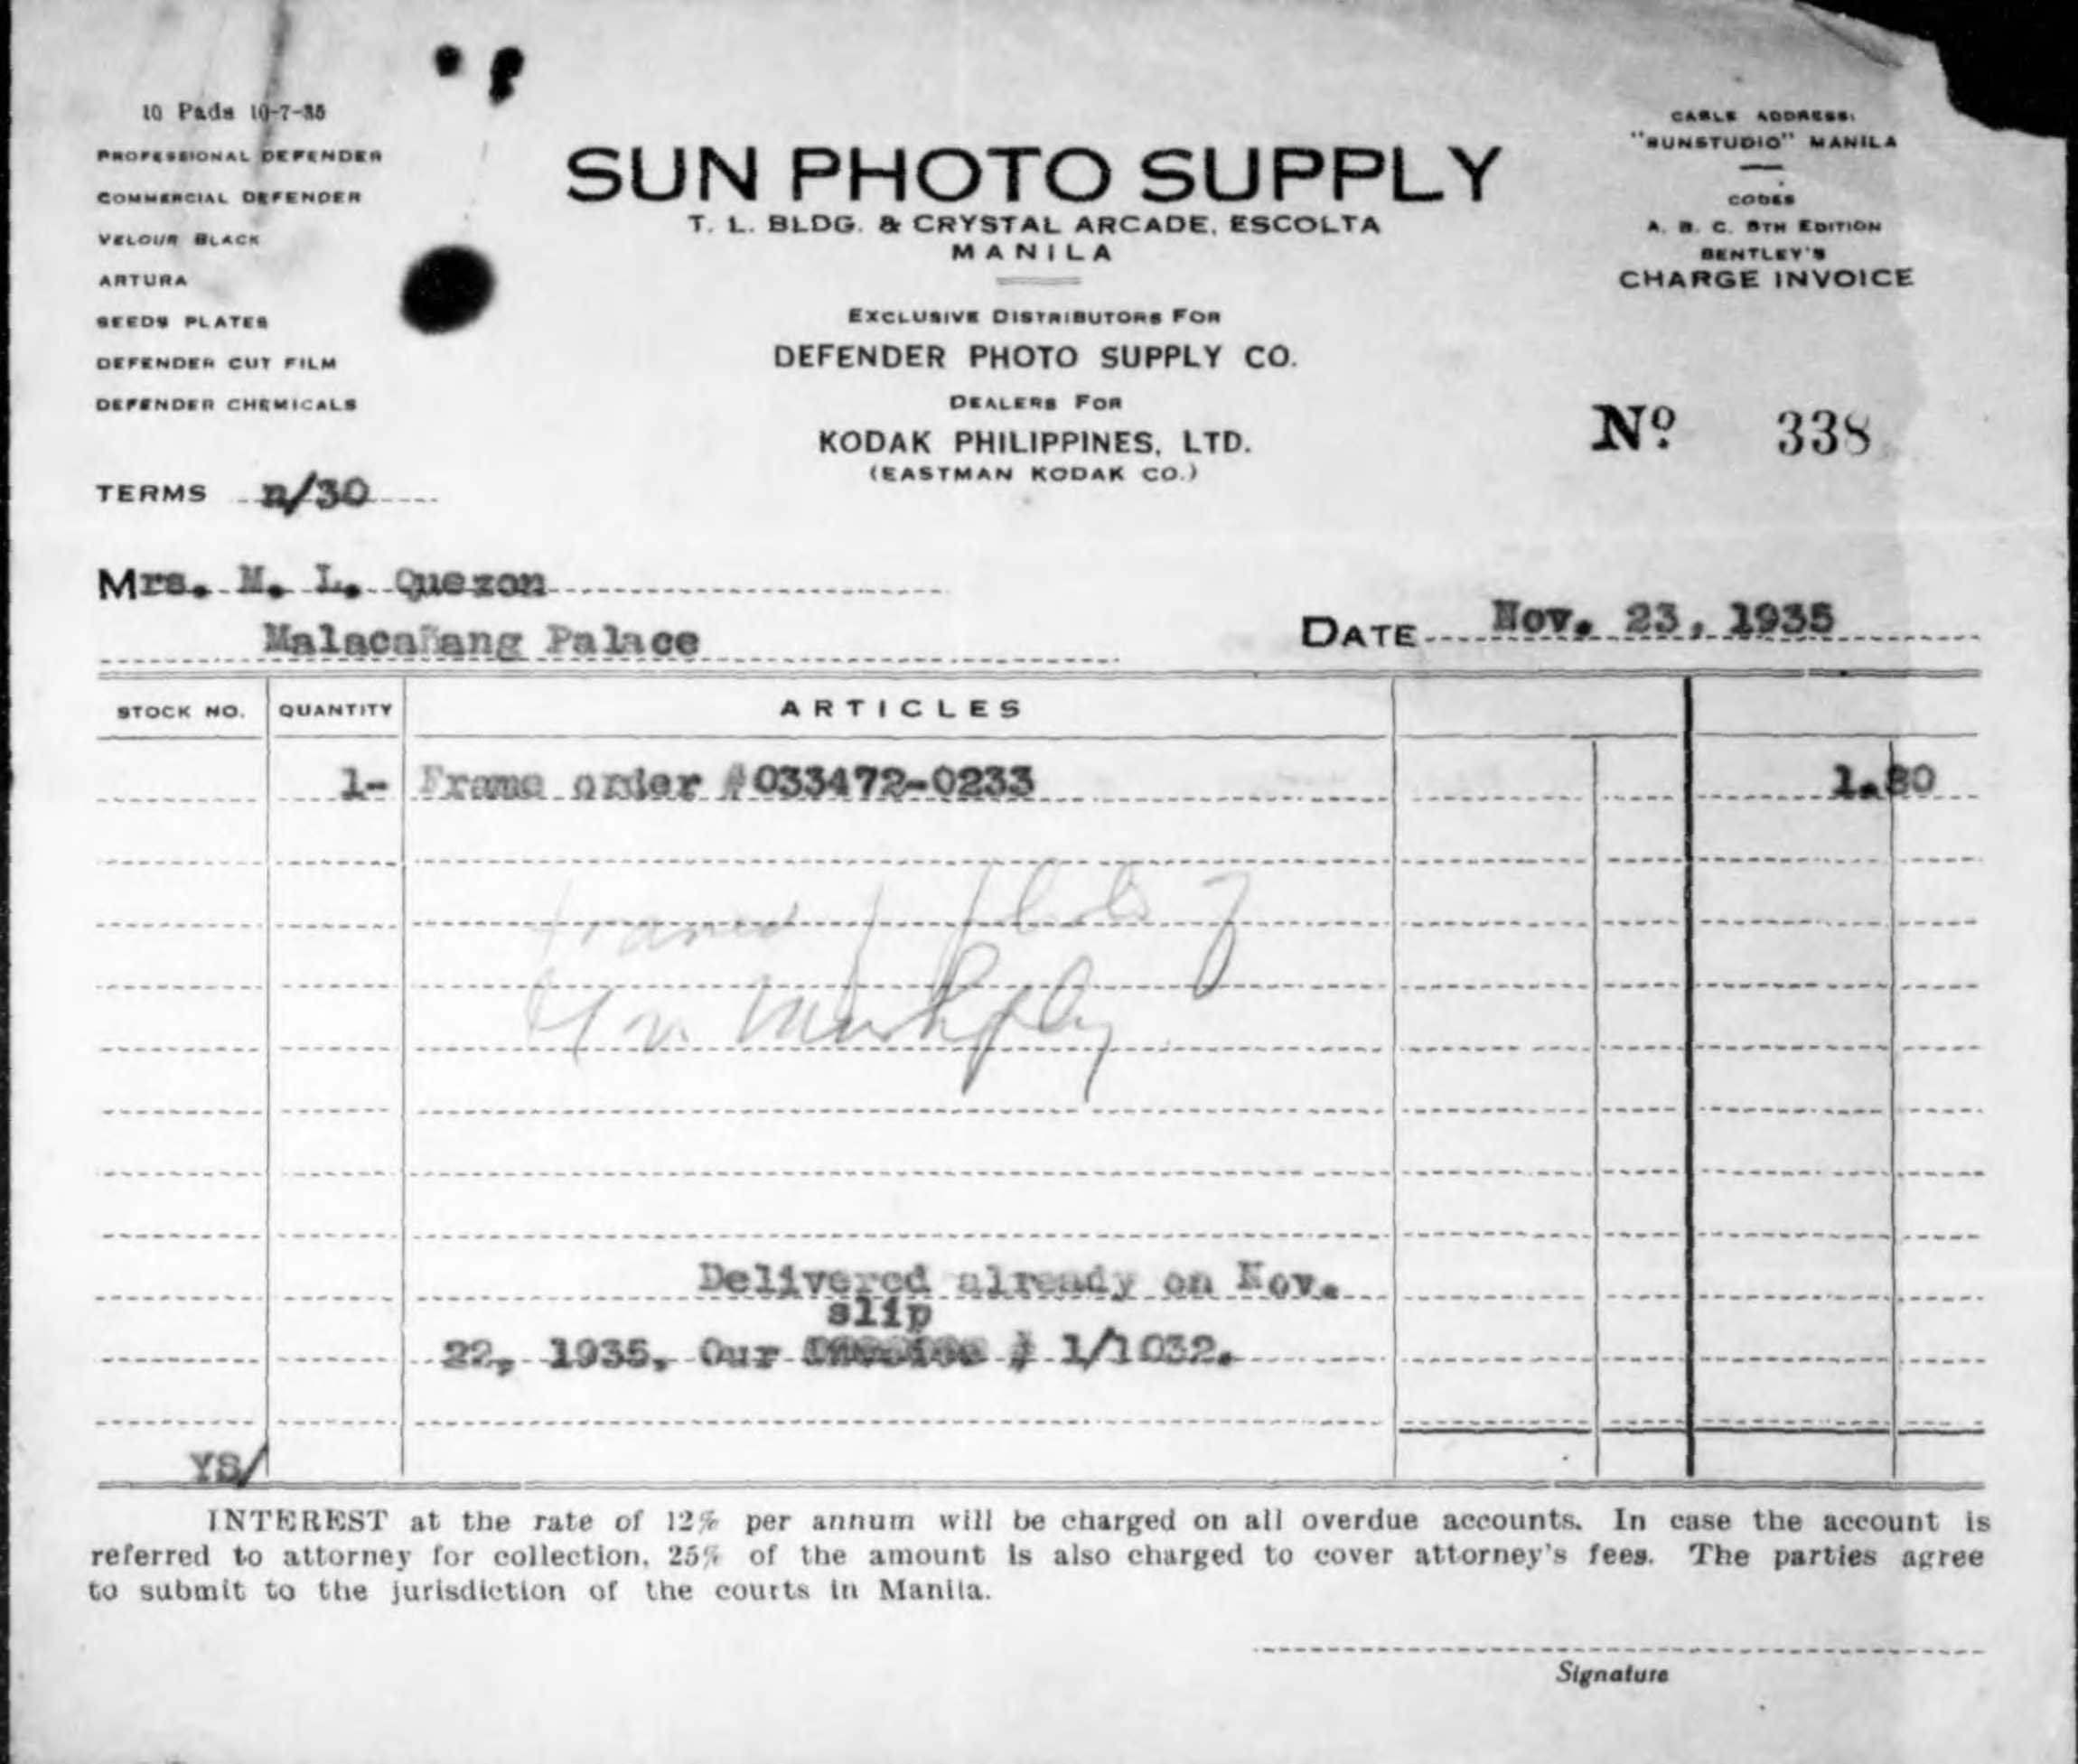 10 Pads 10-7-35
PROFESSIONAL DEFENDER
COMMERCIAL DEFENDER
VELOUR BLACK
ARTURA
SEEDS PLATES
DEFENDER CUT FILM
DEFENDER CHEMICALS
TERMS n/30
SUN PHOTO SUPPLY
T. L. BLDG. & CRYSTAL ARCADE, ESCOLTA
MANILA
EXCLUSIVE DISTRIBUTORS FOR
DEFENDER PHOTO SUPPLY CO.
DEALERS FOR
KODAK PHILIPPINES, LTD.
(EASTMAN KODAK CO.)
CABLE ADDRESS:
"SUNSTUDIO" MANILA
CODES
A. B. C. 5TH EDITION
BENTLEY'S
CHARGE INVOICE
Nº 338
Mrs. M. L. Quezon
Malacañang Palace
DATE Nov. 23, 1935
STOCK NO. QUANTITY ARTICLES
1- Frame order #033472-0233 1.80
of
Murphy
Delivered already on Nov.
slip
22, 1935, Our # 1/1032.
YS/
INTEREST at the rate of 12% per annum will be charged on all overdue accounts. In case the account is
referred to attorney for collection, 25% of the amount is also charged to cover attorney's fees. The parties agree
to submit to the jurisdiction of the courts in Manila.
Signature